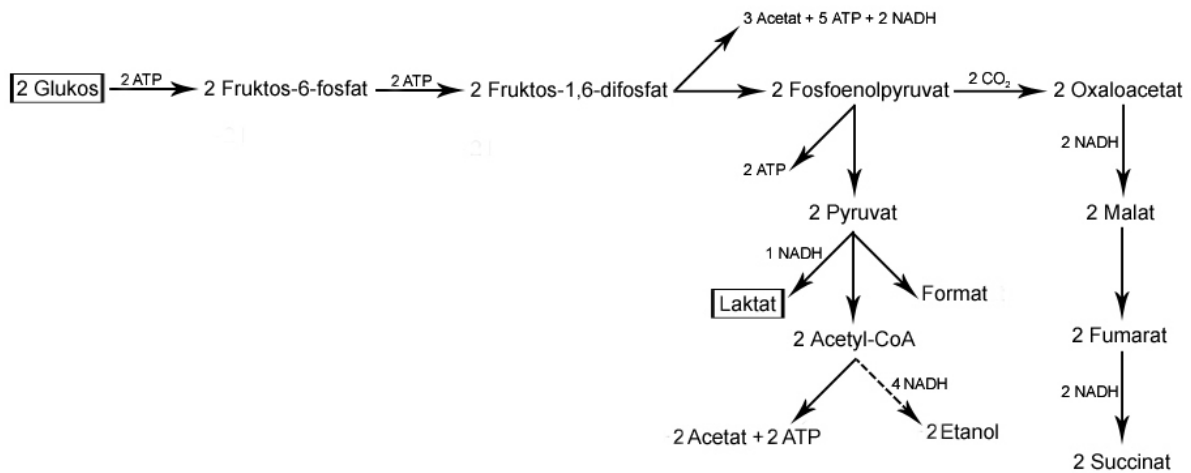 3 Acetat + 5 ATP + 2 NADH
2 Glukos 2 ATP 2 Fruktos-6-fosfat 2 ATP 2 Fruktos-1,6-difosfat 2 Fosfoenolpyruvat 2 CO₂ 2 Oxaloacetat
2 ATP 2 NADH
2 Pyruvat 2 Malat
1 NADH
Laktat Format
2 Acetyl-CoA 2 Fumarat
4 NADH 2 NADH
2 Acetat + 2 ATP 2 Etanol
2 Succinat